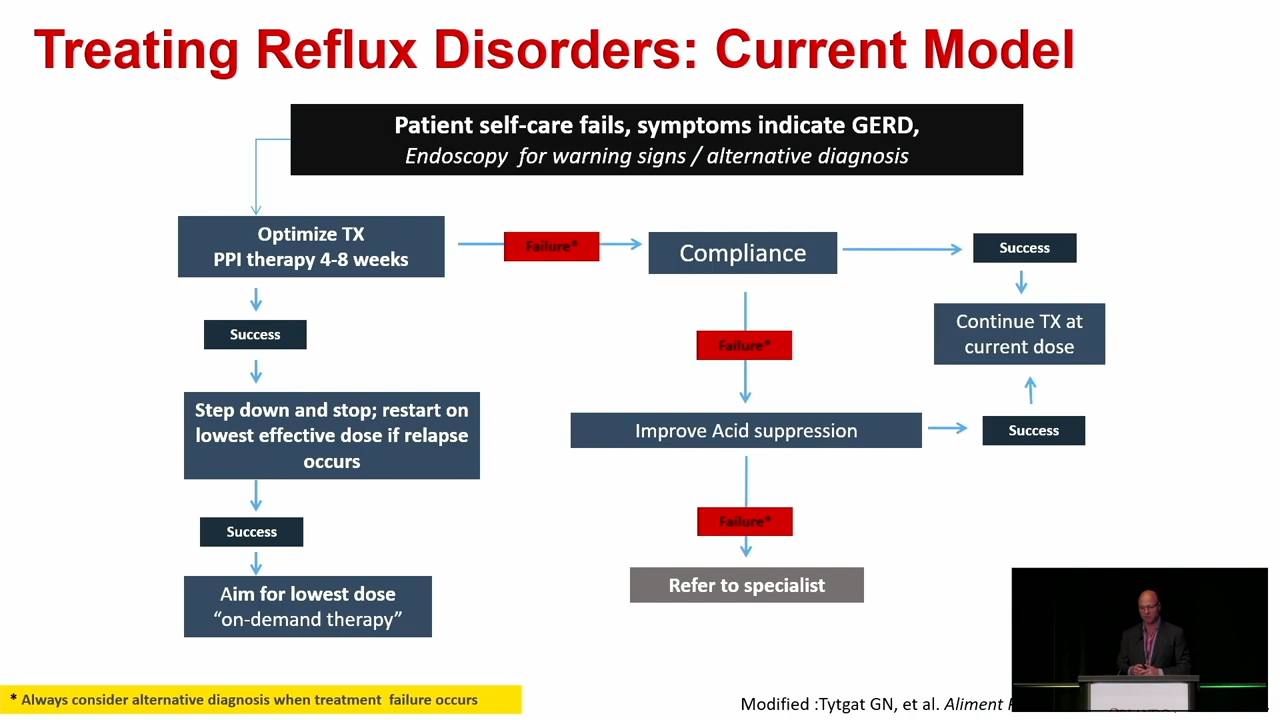 Treating Reflux Disorders: Current Model
Patient self-care fails, symptoms indicate GERD,
Endoscopy for warning signs / alternative diagnosis
Optimize TX
PPI therapy 4-8 weeks
Failure*
Compliance
Success
Continue TX at
current dose
Success
Failure*
Step down and stop; restart on
lowest effective dose if relapse
occurs
Improve Acid suppression
Success
Success
Failure*
Aim for lowest dose
“on-demand therapy”
Refer to specialist
* Always consider alternative diagnosis when treatment failure occurs
Modified :Tytgat GN, et al. Aliment